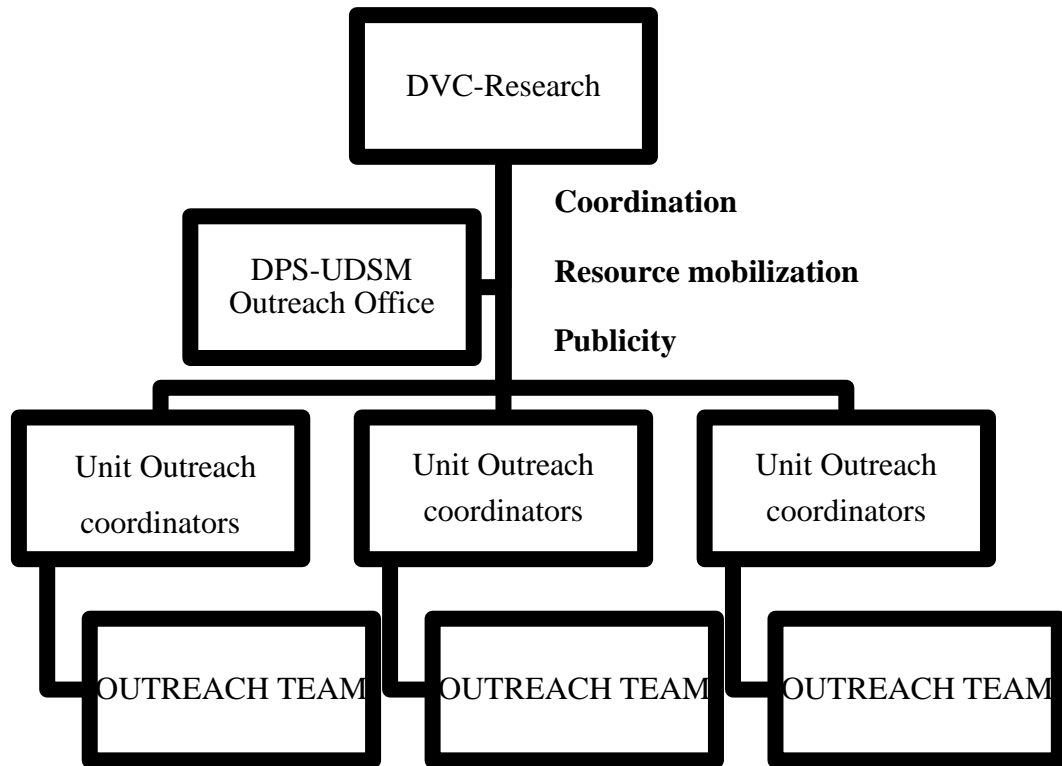 DVC-Research
Coordination
DPS-UDSM
Outreach Office
Resource mobilization
Publicity
Unit Outreach
coordinators
Unit Outreach
coordinators
Unit Outreach
coordinators
OUTREACH TEAM
OUTREACH TEAM
OUTREACH TEAM